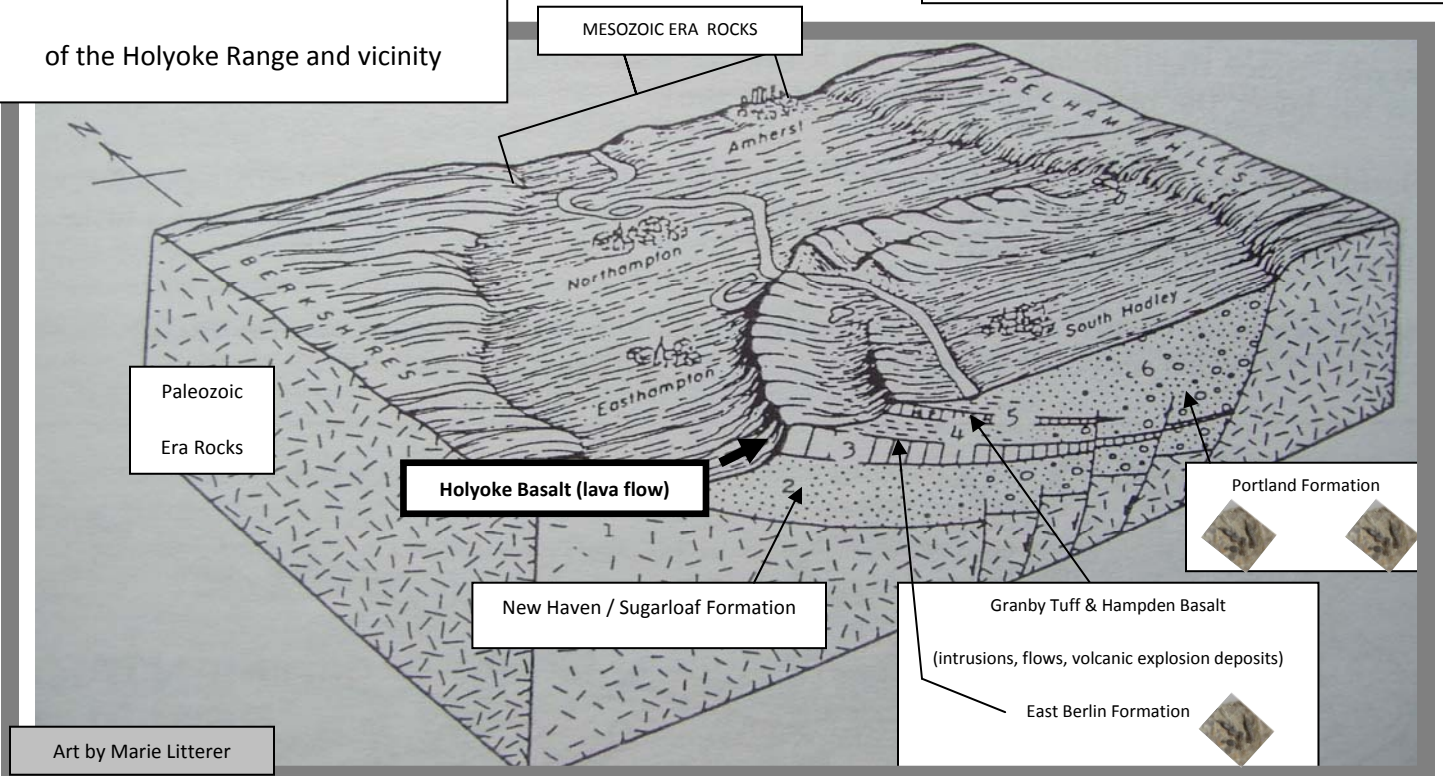 of the Holyoke Range and vicinity
MESOZOIC ERA ROCKS
N
PELHAM HILLS
Amherst
Northampton
BERKSHIRES
South Hadley
Easthampton
1
6
Paleozoic
Era Rocks
5
4
3
Holyoke Basalt (lava flow)
2
1
Portland Formation
New Haven / Sugarloaf Formation
Granby Tuff & Hampden Basalt
(intrusions, flows, volcanic explosion deposits)
East Berlin Formation
Art by Marie Litterer